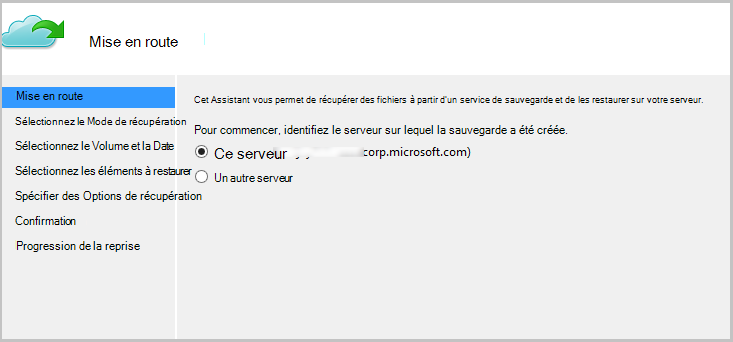 Mise en route
Mise en route
Sélectionnez le Mode de récupération
Sélectionnez le Volume et la Date
Sélectionnez les éléments à restaurer
Spécifier des Options de récupération
Confirmation
Progression de la reprise
Cet Assistant vous permet de récupérer des fichiers à partir d'un service de sauvegarde et de les restaurer sur votre serveur.
Pour commencer, identifiez le serveur sur lequel la sauvegarde a été créée.
Ce serveur corp.microsoft.com)
Un autre serveur